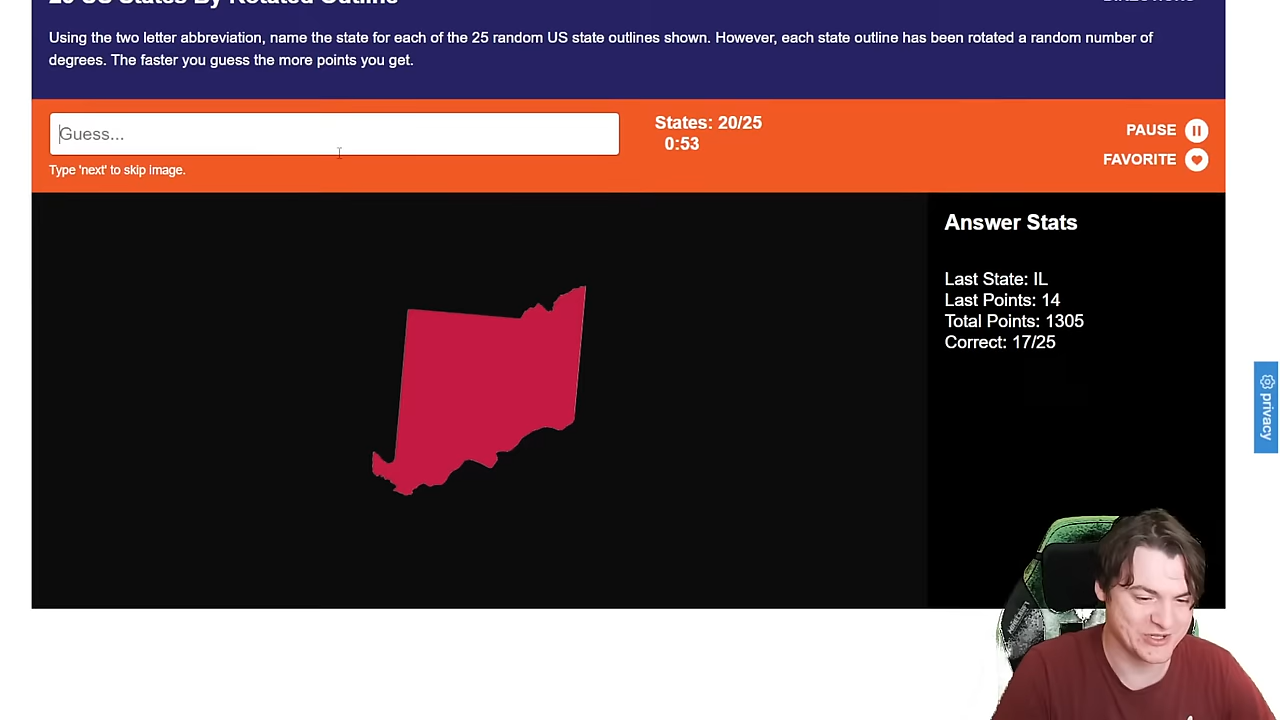 Using the two letter abbreviation, name the state for each of the 25 random US state outlines shown. However, each state outline has been rotated a random number of
degrees. The faster you guess the more points you get.
Guess...
States: 20/25
0:53
PAUSE
FAVORITE
Type 'next' to skip image.
Answer Stats
Last State: IL
Last Points: 14
Total Points: 1305
Correct: 17/25
privacy